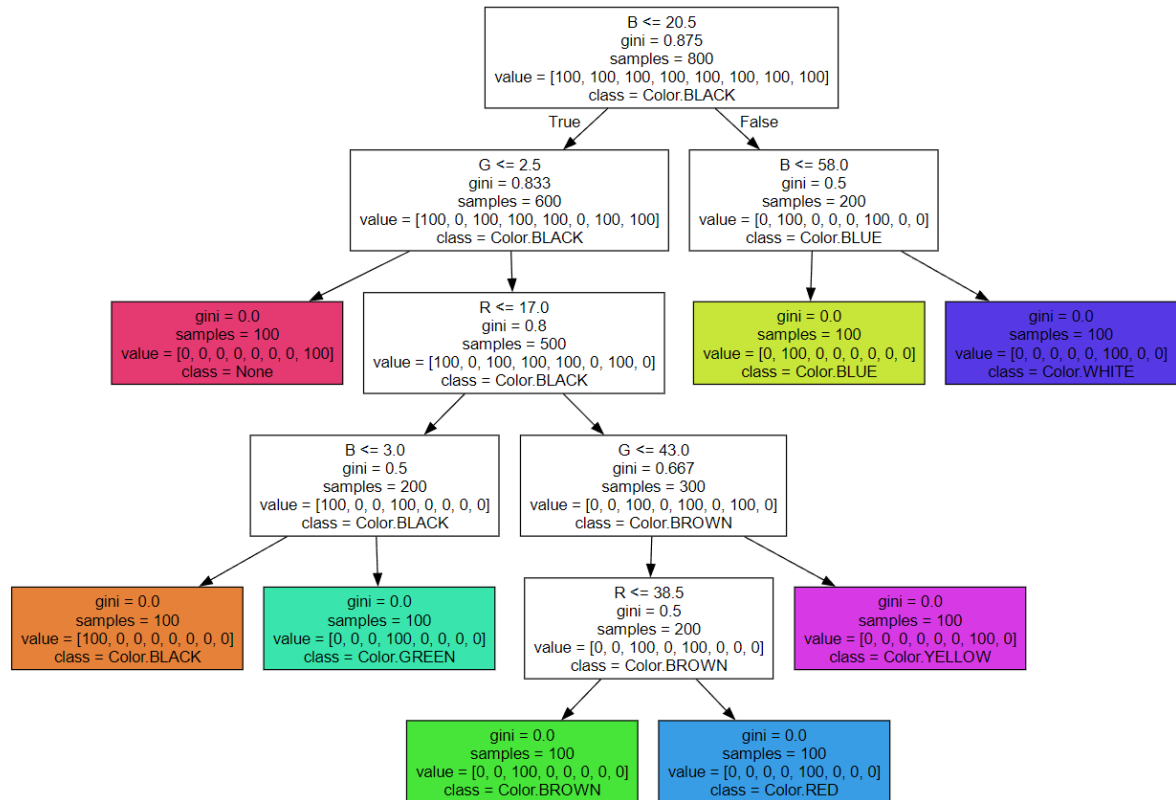 B <= 20.5
gini = 0.875
samples = 800
value = [100, 100, 100, 100, 100, 100, 100, 100]
class = Color.BLACK
True
False
G <= 2.5
gini = 0.833
samples = 600
value = [100, 0, 100, 100, 100, 0, 100, 100]
class = Color.BLACK
B <= 58.0
gini = 0.5
samples = 200
value = [0, 100, 0, 0, 0, 100, 0, 0]
class = Color.BLUE
gini = 0.0
samples = 100
value = [0, 0, 0, 0, 0, 0, 0, 100]
class = None
R <= 17.0
gini = 0.8
samples = 500
value = [100, 0, 100, 100, 100, 0, 100, 0]
class = Color.BLACK
gini = 0.0
samples = 100
value = [0, 100, 0, 0, 0, 0, 0, 0]
class = Color.BLUE
gini = 0.0
samples = 100
value = [0, 0, 0, 0, 0, 100, 0, 0]
class = Color.WHITE
B <= 3.0
gini = 0.5
samples = 200
value = [100, 0, 0, 100, 0, 0, 0, 0]
class = Color.BLACK
G <= 43.0
gini = 0.667
samples = 300
value = [0, 0, 100, 0, 100, 0, 100, 0]
class = Color.BROWN
gini = 0.0
samples = 100
value = [100, 0, 0, 0, 0, 0, 0, 0]
class = Color.BLACK
gini = 0.0
samples = 100
value = [0, 0, 0, 100, 0, 0, 0, 0]
class = Color.GREEN
R <= 38.5
gini = 0.5
samples = 200
value = [0, 0, 100, 0, 100, 0, 0, 0]
class = Color.BROWN
gini = 0.0
samples = 100
value = [0, 0, 0, 0, 0, 0, 100, 0]
class = Color.YELLOW
gini = 0.0
samples = 100
value = [0, 0, 100, 0, 0, 0, 0, 0]
class = Color.BROWN
gini = 0.0
samples = 100
value = [0, 0, 0, 0, 100, 0, 0, 0]
class = Color.RED